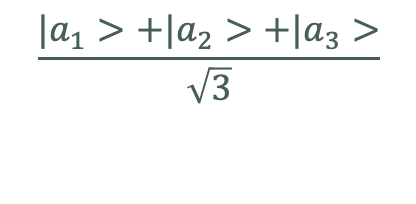 |a₁ > +|a₂ > +|a₃ >
√3